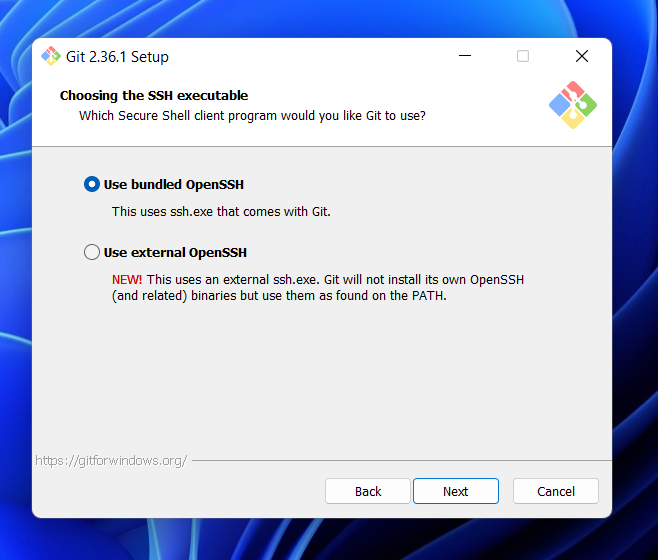 Git 2.36.1 Setup
Choosing the SSH executable
Which Secure Shell client program would you like Git to use?
Use bundled OpenSSH
This uses ssh.exe that comes with Git.
Use external OpenSSH
NEW! This uses an external ssh.exe. Git will not install its own OpenSSH
(and related) binaries but use them as found on the PATH.
https://gitforwindows.org/
Back
Next
Cancel